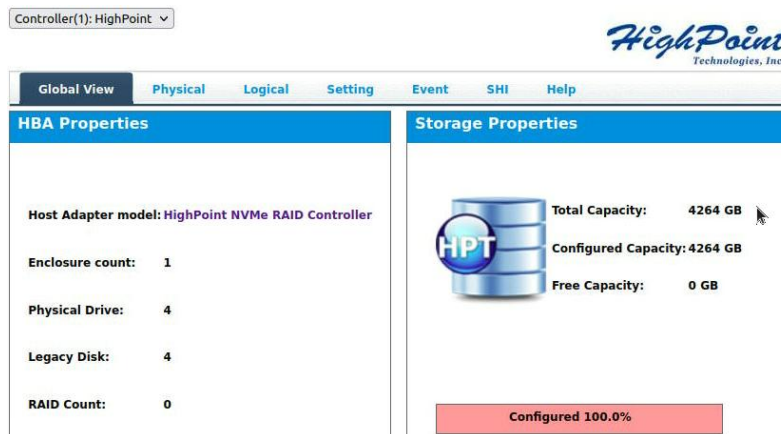 Controller(1): HighPoint
HighPoint
Technologies, Inc
Global View Physical Logical Setting Event SHI Help
HBA Properties
Host Adapter model: HighPoint NVMe RAID Controller
Enclosure count: 1
Physical Drive: 4
Legacy Disk: 4
RAID Count: 0
Storage Properties
HPT
Total Capacity: 4264 GB
Configured Capacity: 4264 GB
Free Capacity: 0 GB
Configured 100.0%